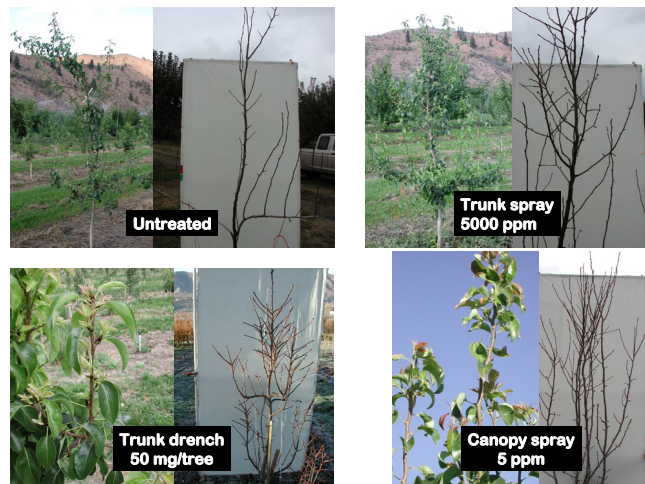 Untreated
Trunk spray
5000 ppm
Trunk drench
50 mg/tree
Canopy spray
5 ppm